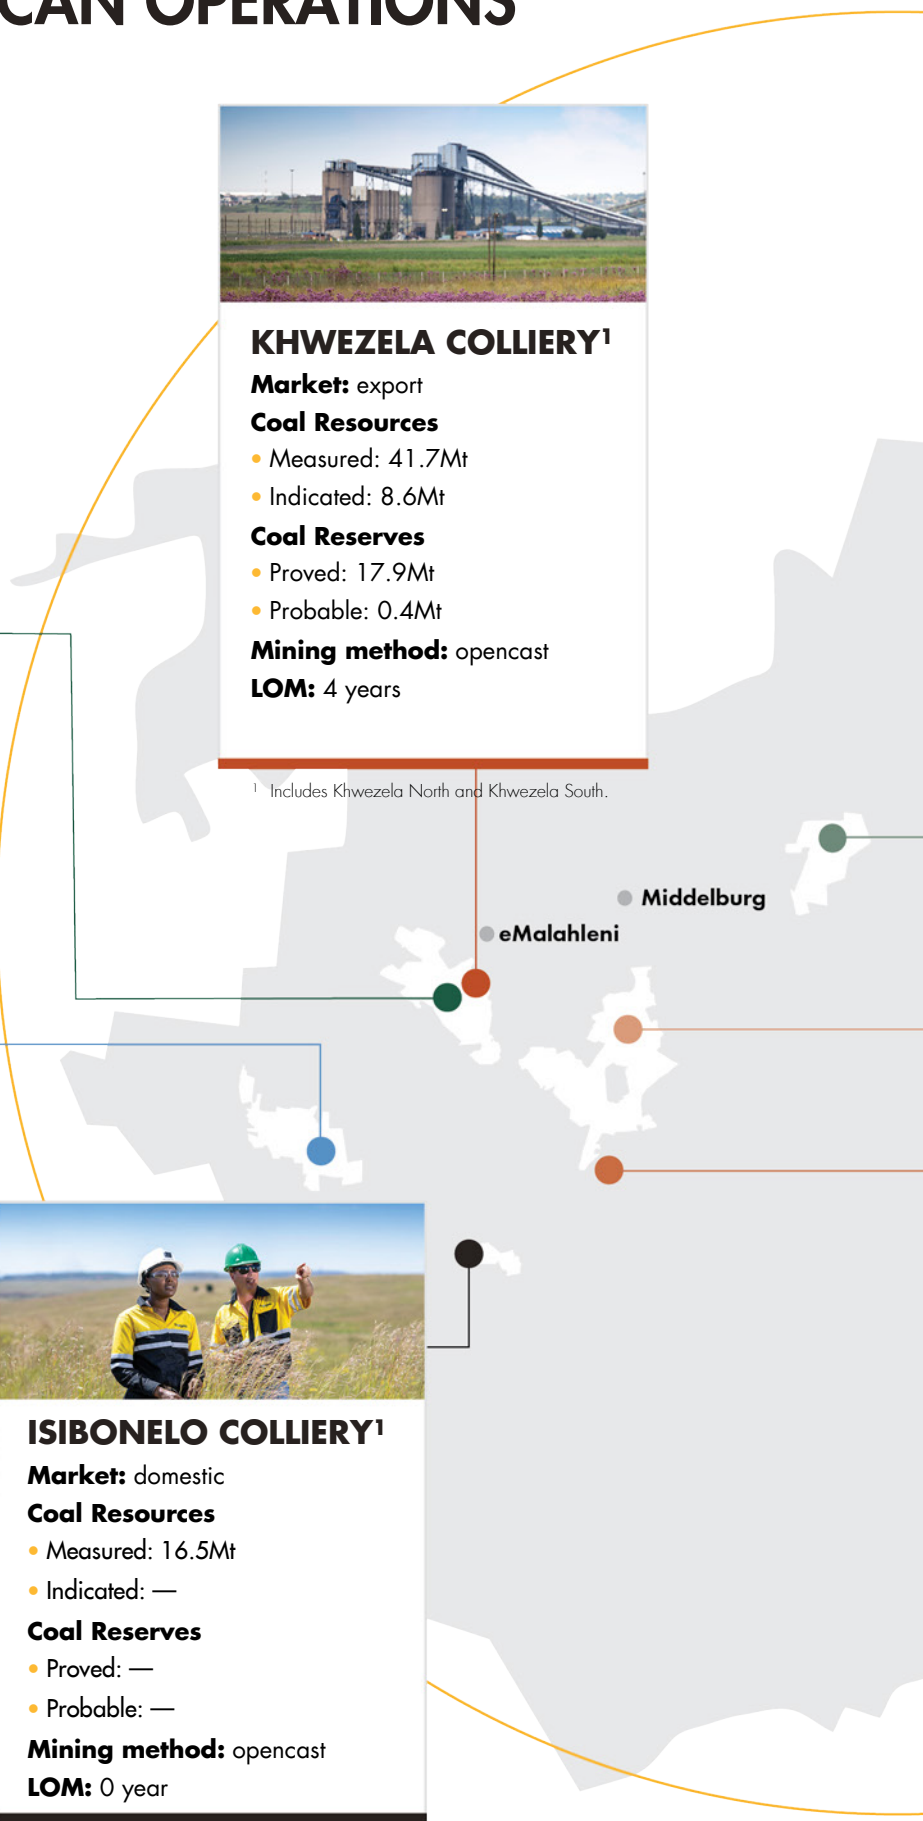 CAN OPERATIONS
KHWEZELA COLLIERY¹
Market: export
Coal Resources
• Measured: 41.7Mt
• Indicated: 8.6Mt
Coal Reserves
• Proved: 17.9Mt
• Probable: 0.4Mt
Mining method: opencast
LOM: 4 years
¹ Includes Khwezela North and Khwezela South.
Middelburg
eMalahleni
ISIBONELO COLLIERY¹
Market: domestic
Coal Resources
• Measured: 16.5Mt
• Indicated: —
Coal Reserves
• Proved: —
• Probable: —
Mining method: opencast
LOM: 0 year